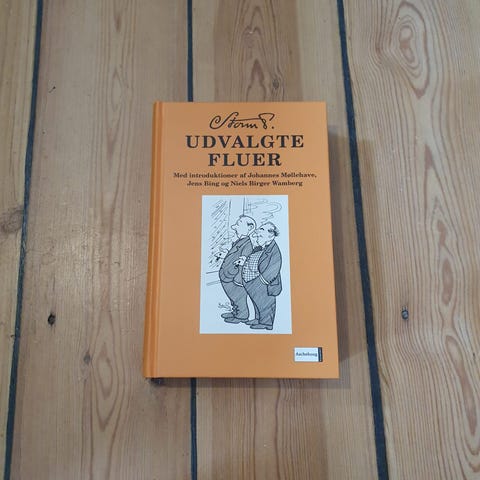 Storm P.
UDVALGTE
FLUER
Med introduktioner af Johannes Møllehave,
Jens Bing og Niels Birger Wamberg
Aschehoug